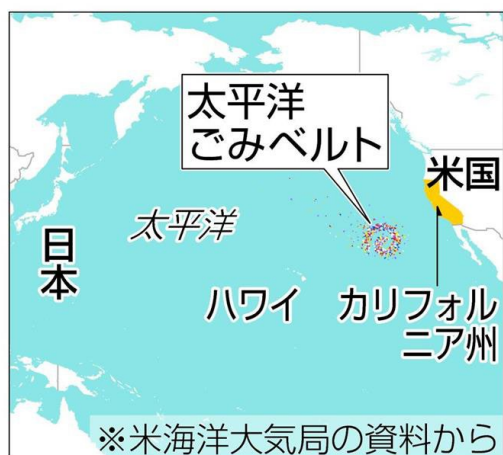 太平洋
ごみベルト
米国
太平洋
日本
ハワイ
カリフォル
ニア州
※米海洋大気局の資料から